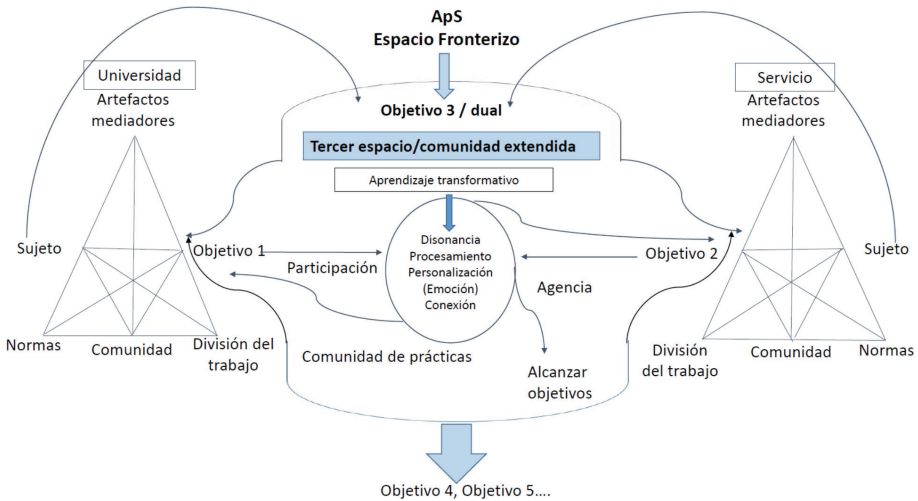 ApS
Espacio Fronterizo
Universidad
Artefactos
mediadores
Servicio
Artefactos
mediadores
Objetivo 3 / dual
Tercer espacio/comunidad extendida
Aprendizaje transformativo
Sujeto
Objetivo 1
Participación
Disonancia
Procesamiento
Personalización
(Emoción)
Conexión
Agencia
Objetivo 2
Sujeto
Normas
Comunidad
División del
trabajo
Comunidad de prácticas
Alcanzar
objetivos
División
del trabajo
Comunidad
Normas
Objetivo 4, Objetivo 5....